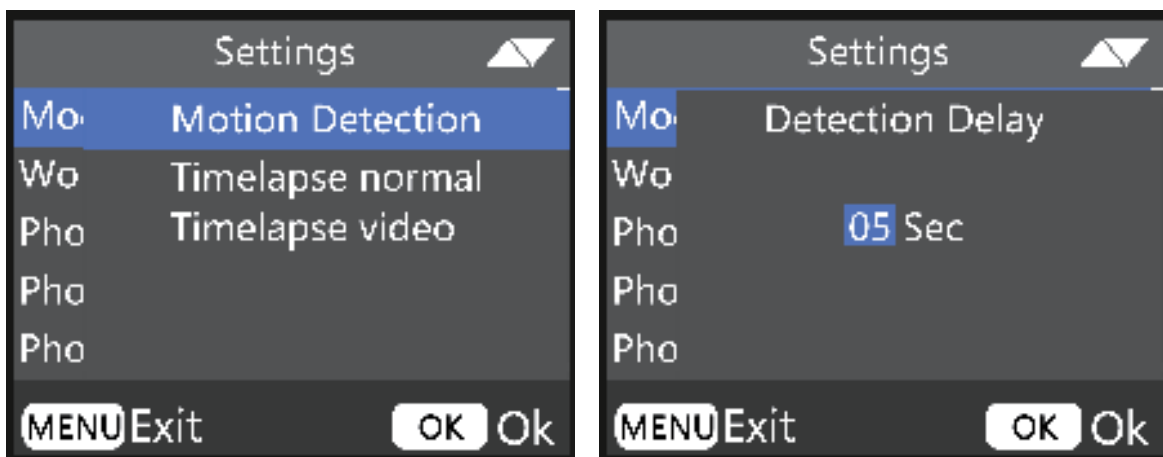 Settings
Mo
Motion Detection
Wo
Timelapse normal
Pho
Timelapse video
Pho
Pho
MENU Exit
OK Ok
Settings
Mo
Detection Delay
Wo
Pho
05 Sec
Pho
Pho
MENU Exit
OK Ok